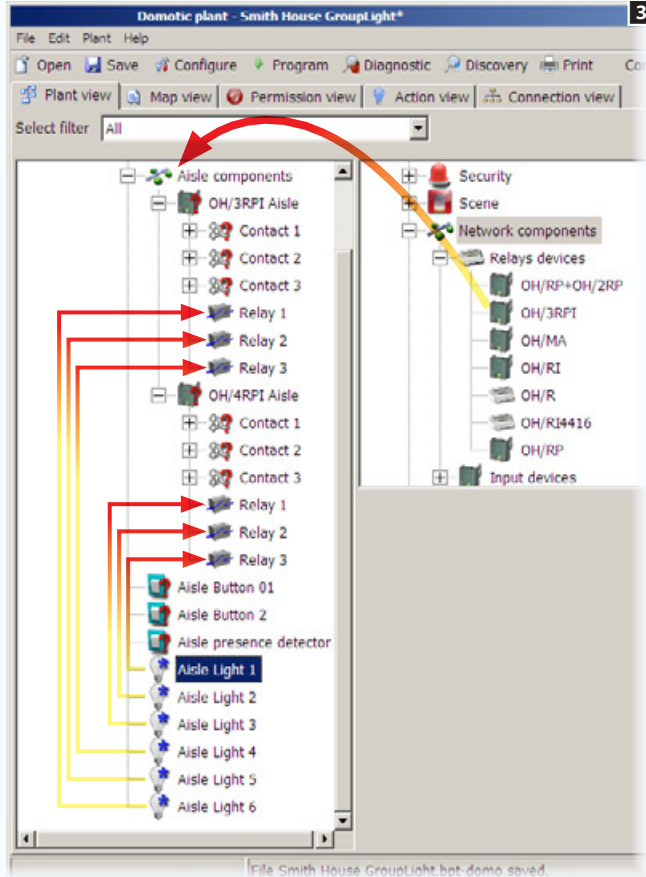 Domotic plant - Smith House GroupLight*
3
File Edit Plant Help
Open Save Configure Program Diagnostic Discovery Print
Plant view Map view Permission view Action view Connection view
Select filter All
Aisle components
OH/3RPI Aisle
Contact 1
Contact 2
Contact 3
Relay 1
Relay 2
Relay 3
OH/4RPI Aisle
Contact 1
Contact 2
Contact 3
Relay 1
Relay 2
Relay 3
Aisle Button 01
Aisle Button 2
Aisle presence detector
Aisle Light 1
Aisle Light 2
Aisle Light 3
Aisle Light 4
Aisle Light 5
Aisle Light 6
Security
Scene
Network components
Relays devices
OH/RP+OH/2RP
OH/3RPI
OH/MA
OH/RI
OH/R
OH/RI4416
OH/RP
Input devices
File Smith House GroupLight.bpt-domo saved.